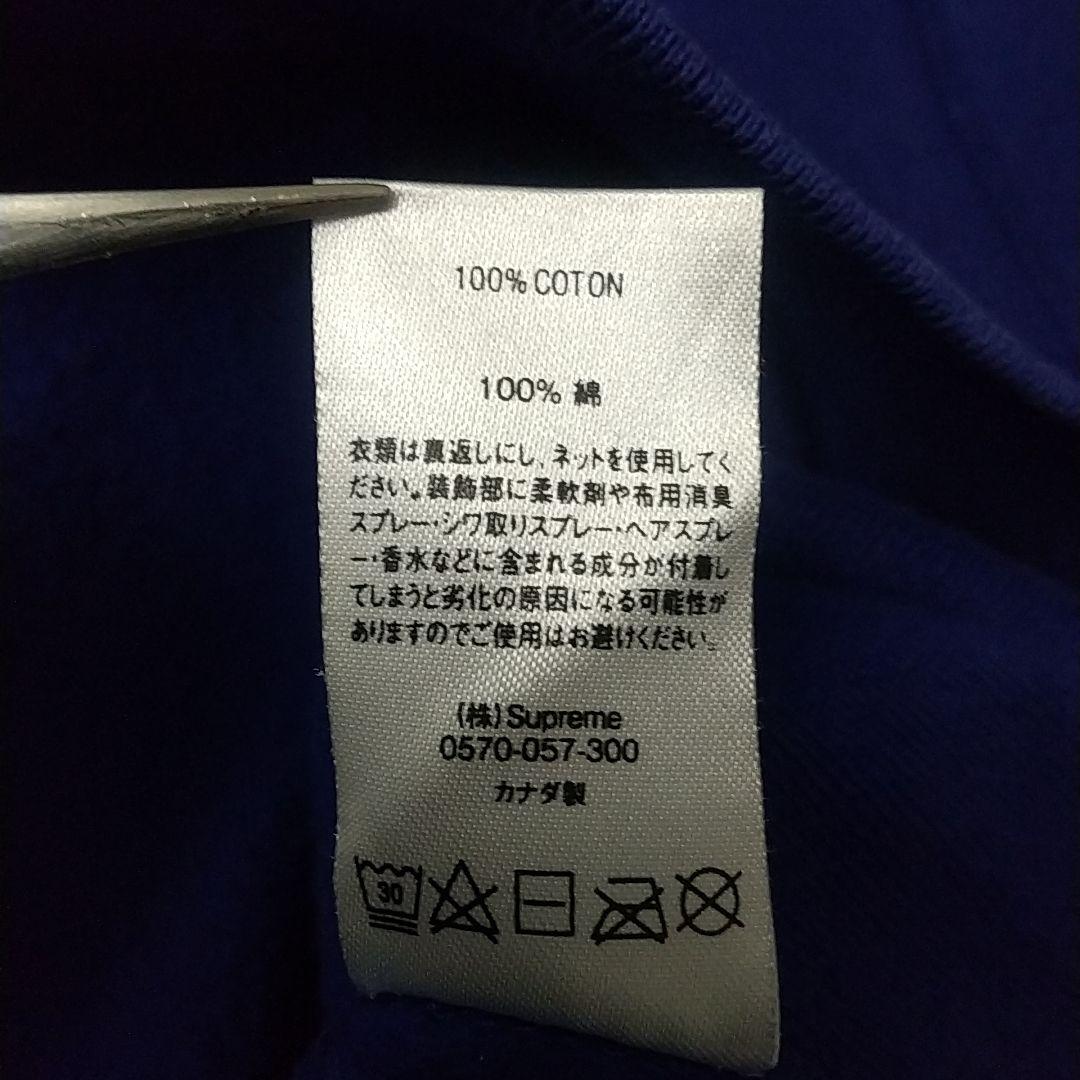 100% COTON
100% 綿
衣類は裏返しにし、ネットを使用してく
ださい。装飾部に柔軟剤や布用消臭
スプレー・シワ取りスプレー・ヘアスプレ
ー・香水などに含まれる成分が付着し
てしまうと劣化の原因になる可能性が
ありますのでご使用はお避けください。
(株)Supreme
0570-057-300
カナダ製
30